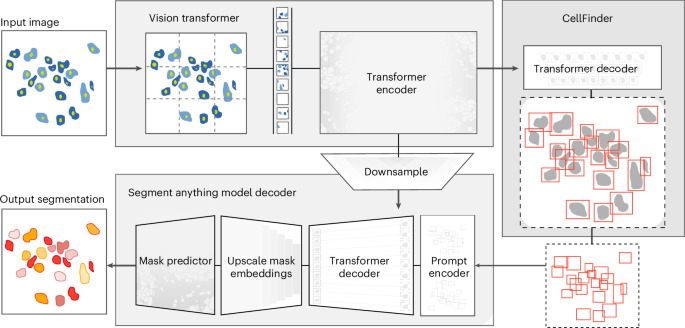 Input image
Vision transformer
CellFinder
Transformer
encoder
Transformer decoder
Downsample
Segment anything model decoder
Output segmentation
Mask predictor
Upscale mask
embeddings
Transformer
decoder
Prompt
encoder